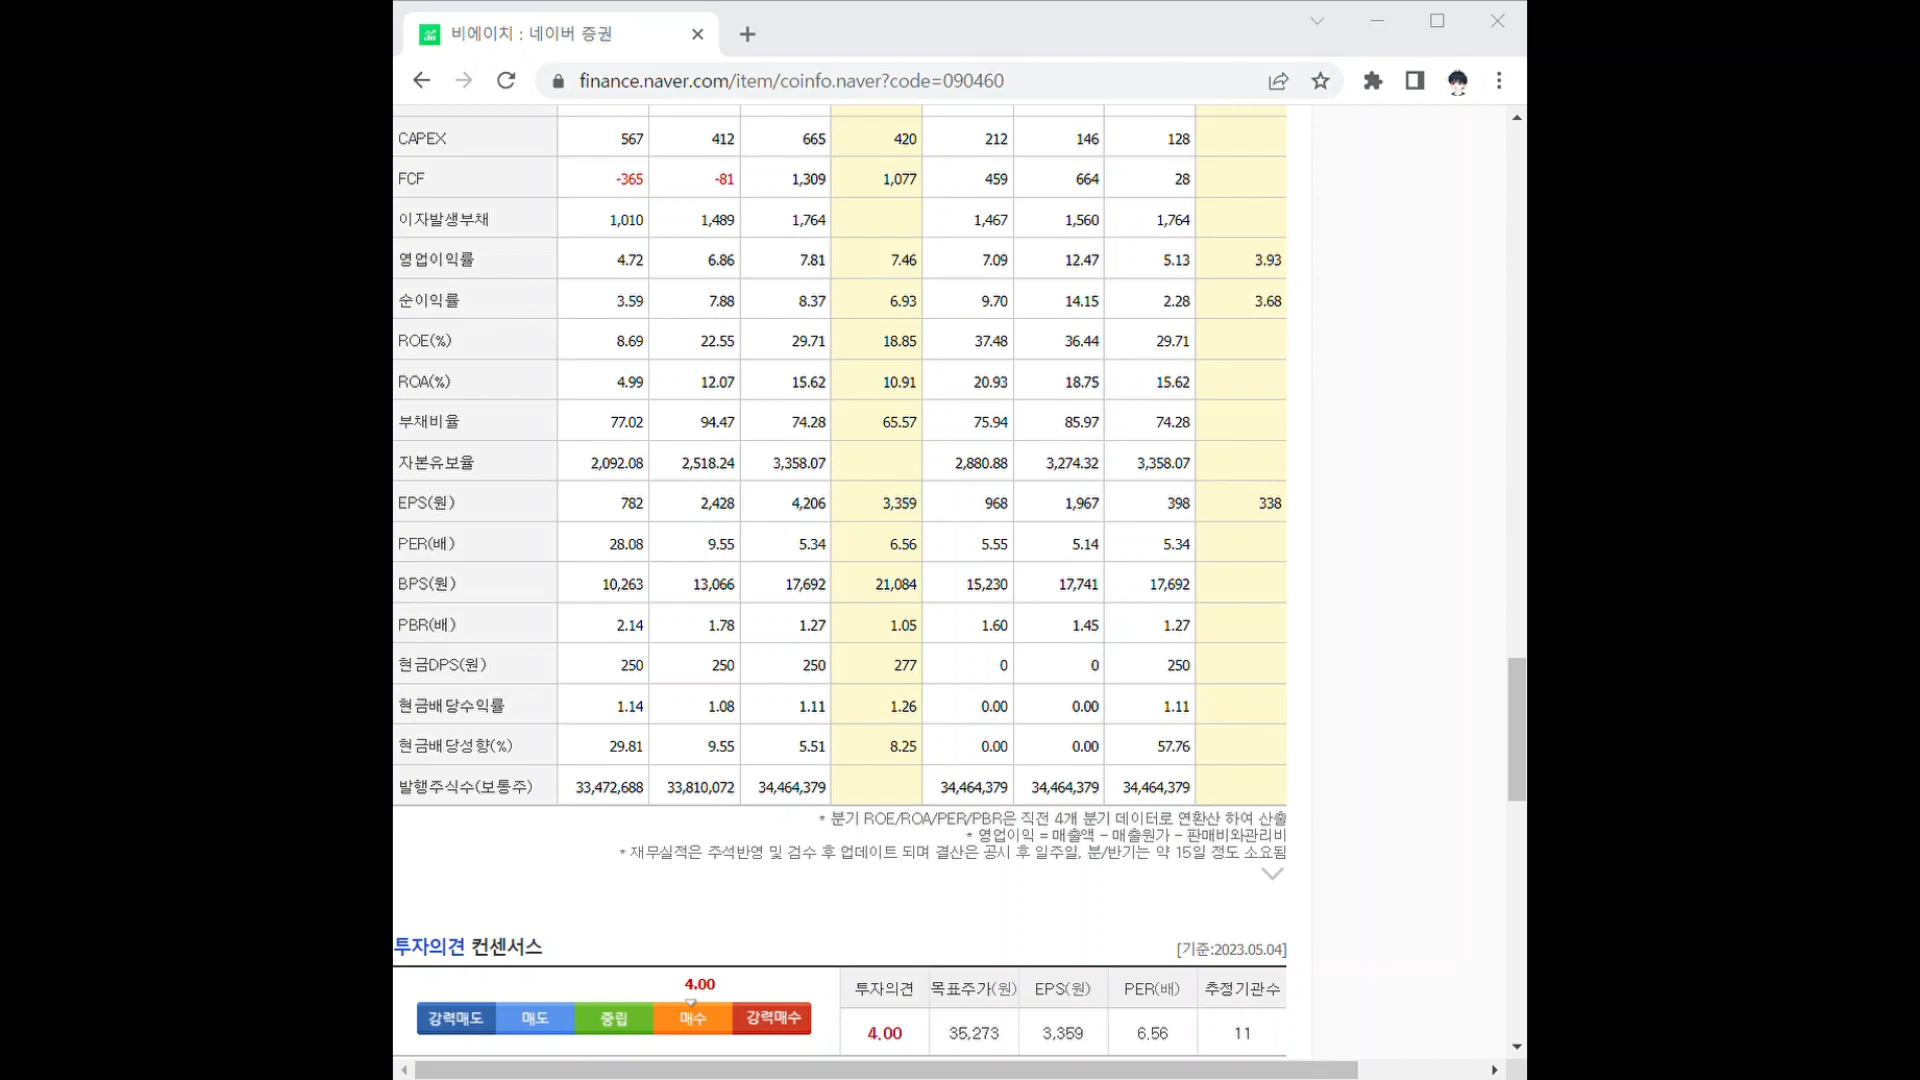 비에이치 : 네이버 증권
finance.naver.com/item/coinfo.naver?code=090460
CAPEX 567 412 665 420 212 146 128
FCF -365 -81 1,309 1,077 459 664 28
이자발생부채 1,010 1,489 1,764 1,467 1,560 1,764
영업이익률 4.72 6.86 7.81 7.46 7.09 12.47 5.13 3.93
순이익률 3.59 7.88 8.37 6.93 9.70 14.15 2.28 3.68
ROE(%) 8.69 22.55 29.71 18.85 37.48 36.44 29.71
ROA(%) 4.99 12.07 15.62 10.91 20.93 18.75 15.62
부채비율 77.02 94.47 74.28 65.57 75.94 85.97 74.28
자본유보율 2,092.08 2,518.24 3,358.07 2,880.88 3,274.32 3,358.07
EPS(원) 782 2,428 4,206 3,359 968 1,967 398 338
PER(배) 28.08 9.55 5.34 6.56 5.55 5.14 5.34
BPS(원) 10,263 13,066 17,692 21,084 15,230 17,741 17,692
PBR(배) 2.14 1.78 1.27 1.05 1.60 1.45 1.27
현금DPS(원) 250 250 250 277 0 0 250
현금배당수익률 1.14 1.08 1.11 1.26 0.00 0.00 1.11
현금배당성향(%) 29.81 9.55 5.51 8.25 0.00 0.00 57.76
발행주식수(보통주) 33,472,688 33,810,072 34,464,379 34,464,379 34,464,379 34,464,379
* 분기 ROE/ROA/PER/PBR은 직전 4개 분기 데이터로 연환산 하여 산출
* 영업이익 = 매출액 - 매출원가 - 판매비와관리비
* 재무실적은 주석반영 및 검수 후 업데이트 되며 결산은 공시 후 일주일, 분/반기는 약 15일 정도 소요됨
투자의견 컨센서스 [기준:2023.05.04]
4.00
강력매도 매도 중립 매수 강력매수
투자의견 목표주가(원) EPS(원) PER(배) 추정기관수
4.00 35,273 3,359 6.56 11